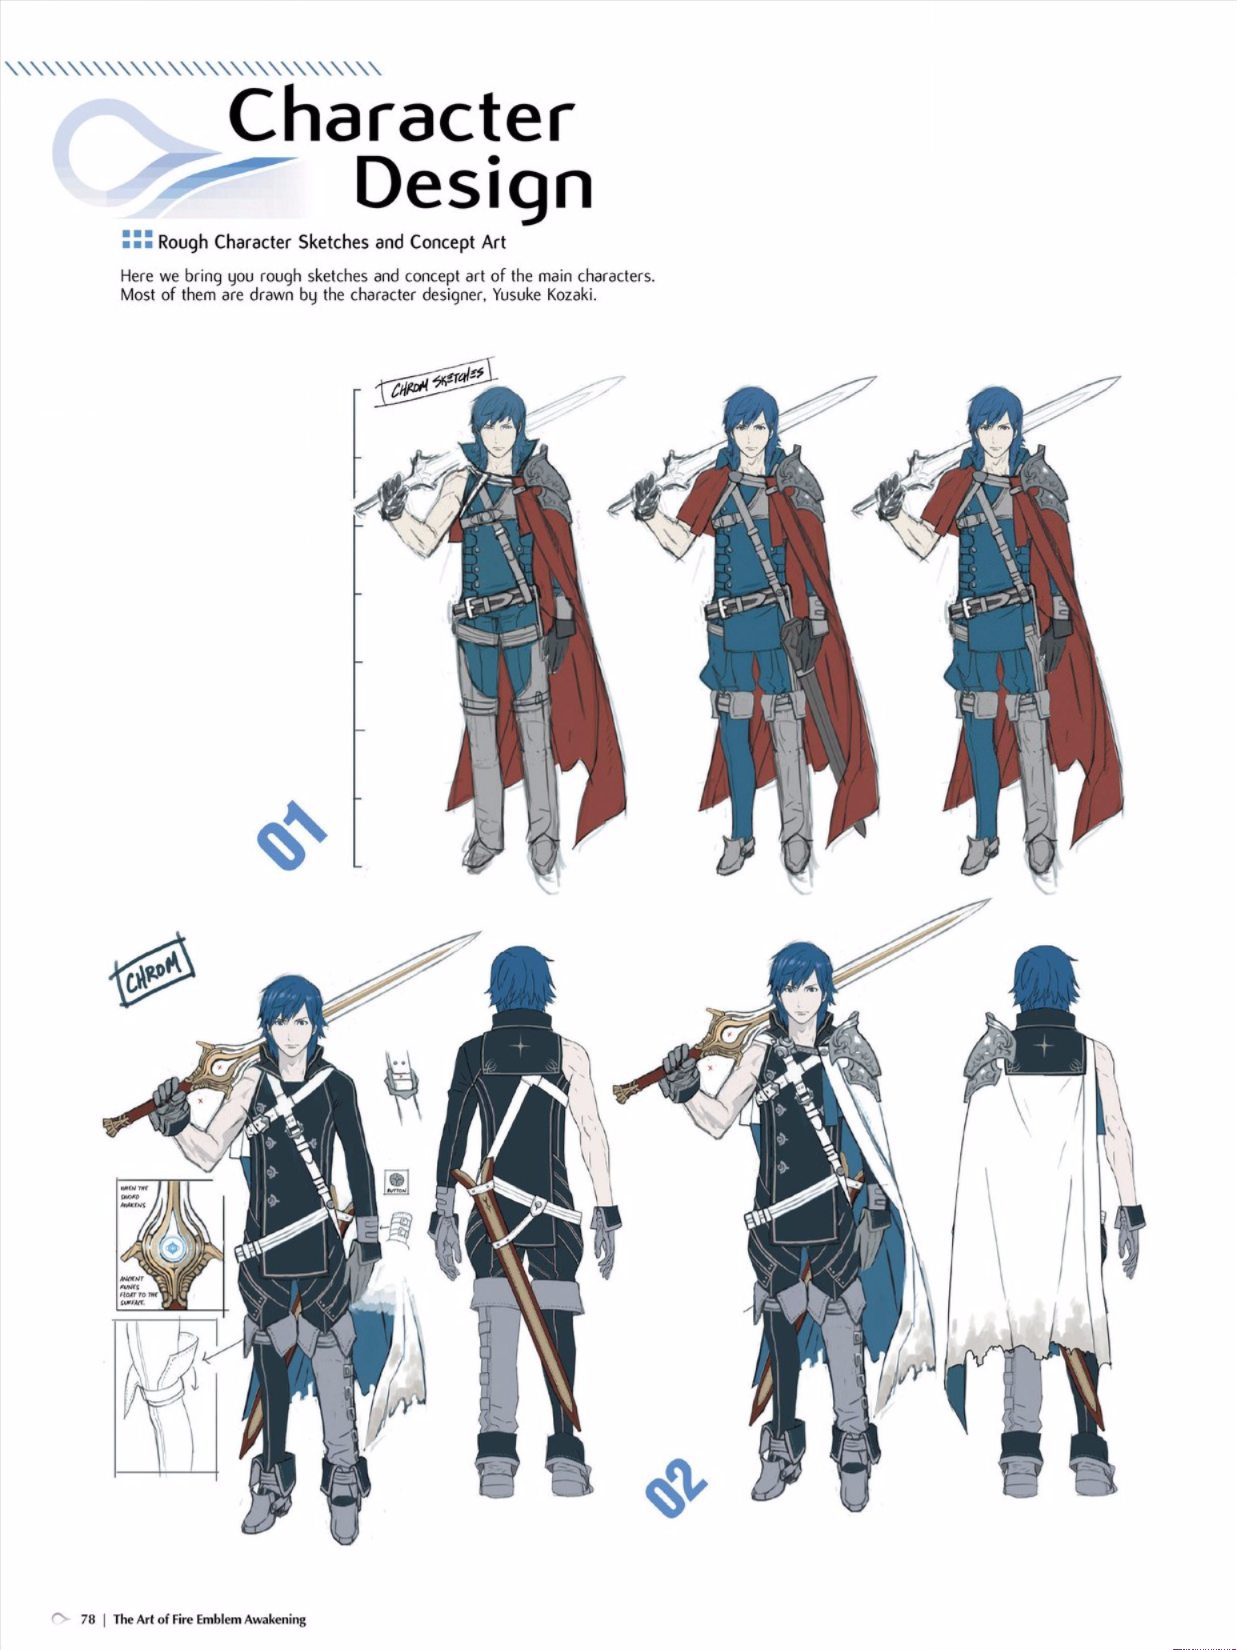 Character
Design
Rough Character Sketches and Concept Art
Here we bring you rough sketches and concept art of the main characters.
Most of them are drawn by the character designer, Yusuke Kozaki.
CHROM SKETCHES
01
CHROM
WHEN THE
SWORD
AWAKENS
ANCIENT
RUNES
FLOAT TO THE
SURFACE.
BUTTON
02
78 | The Art of Fire Emblem Awakening